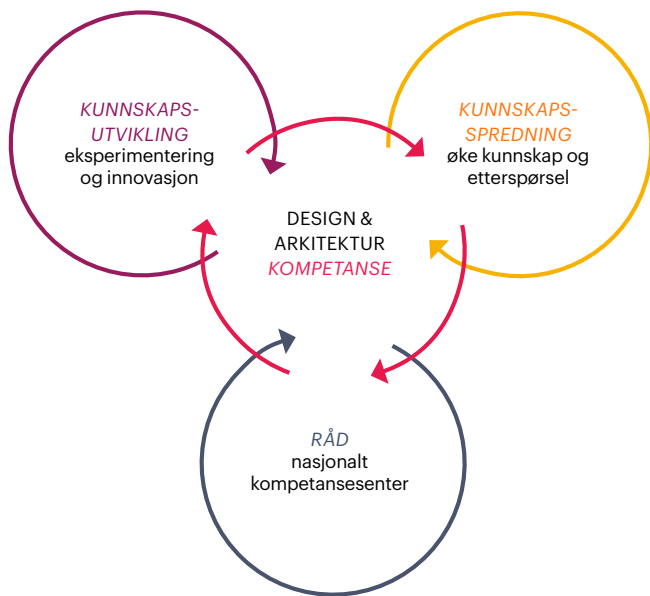 KUNNSKAPS-
UTVIKLING
eksperimentering
og innovasjon
KUNNSKAPS-
SPREDNING
øke kunnskap og
etterspørsel
DESIGN &
ARKITEKTUR
KOMPETANSE
RÅD
nasjonalt
kompetansesenter